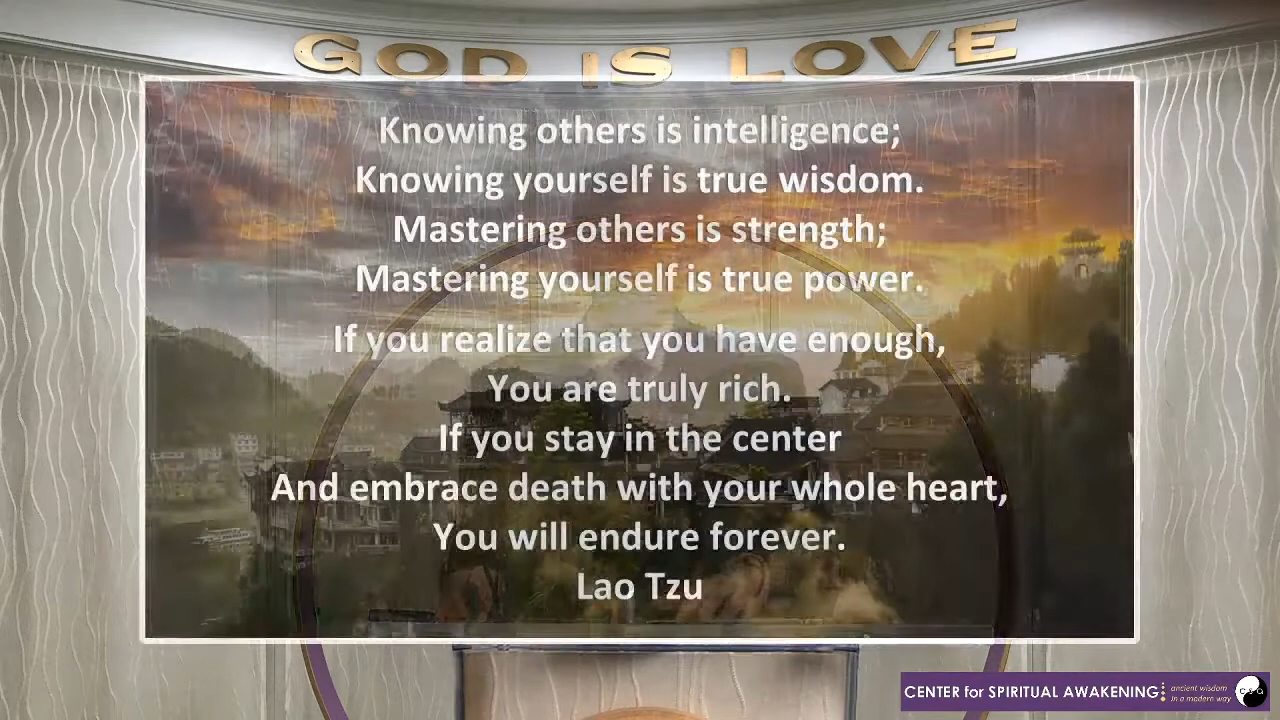 GOD IS LOVE
Knowing others is intelligence;
Knowing yourself is true wisdom.
Mastering others is strength;
Mastering yourself is true power.
If you realize that you have enough,
You are truly rich.
If you stay in the center
And embrace death with your whole heart,
You will endure forever.
Lao Tzu
CENTER for SPIRITUAL AWAKENING
ancient wisdom
in a modern way